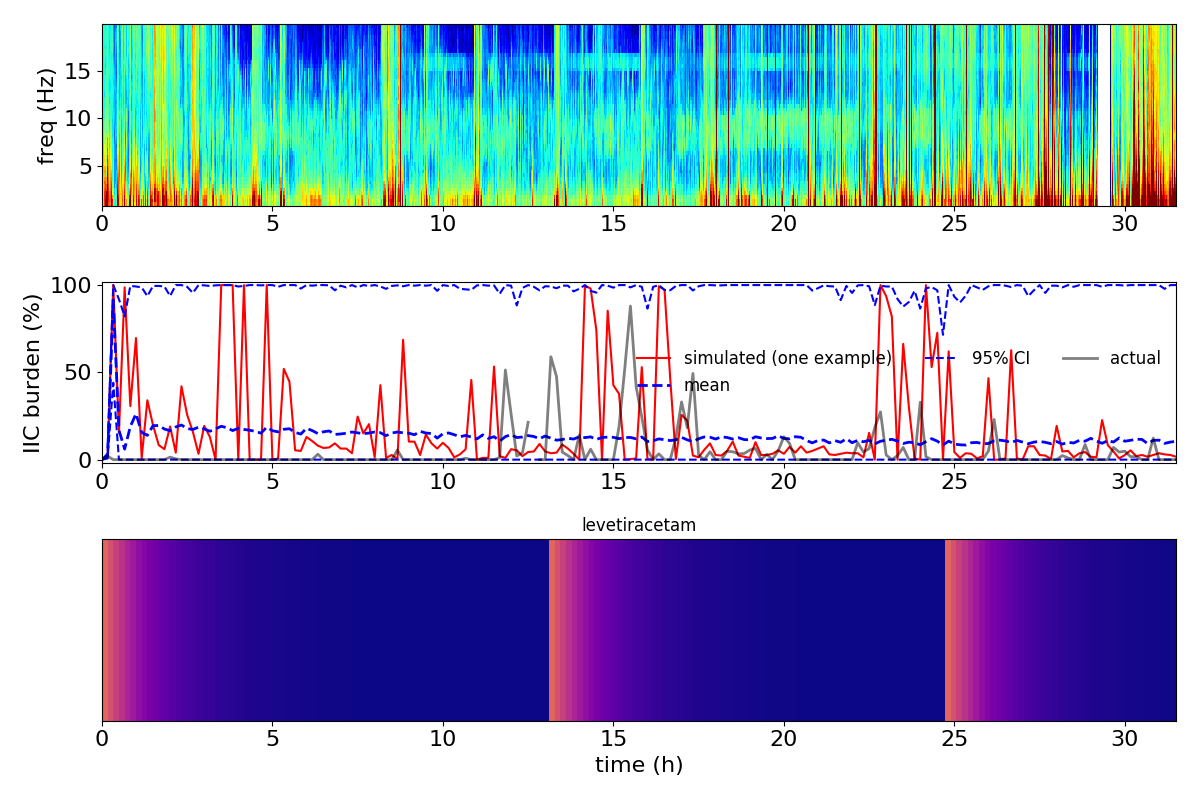 freq (Hz)
15
10
5
0 5 10 15 20 25 30
IIC burden (%)
100
50
0
simulated (one example) 95% CI actual
mean
0 5 10 15 20 25 30
levetiracetam
0 5 10 15 20 25 30
time (h)